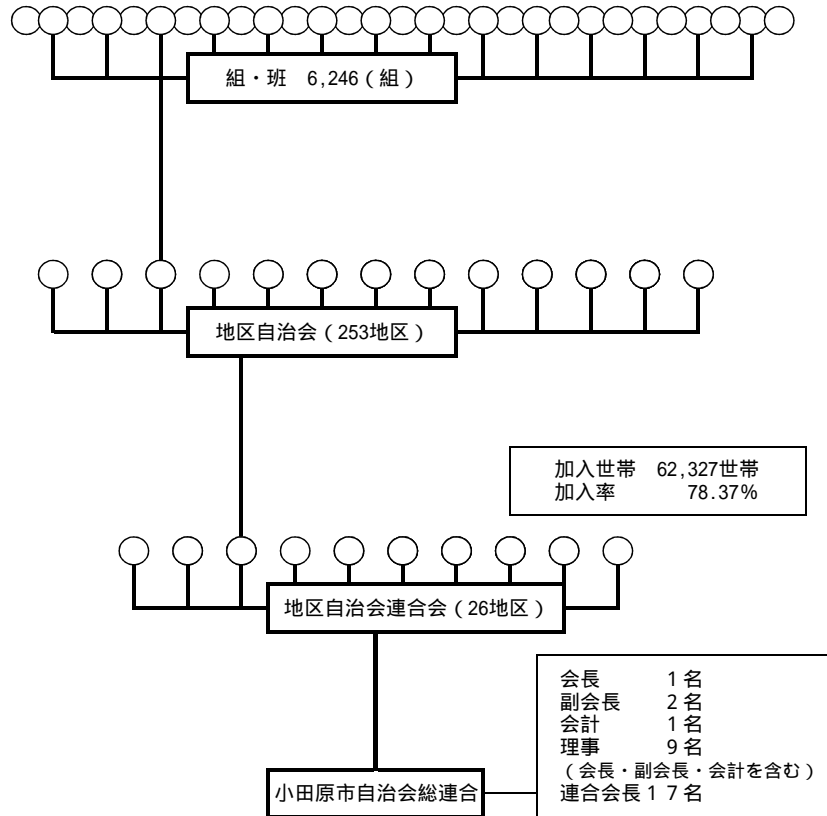 組・班　6,246（組）
地区自治会（253地区）
加入世帯　62,327世帯
加入率　　　78.37%
地区自治会連合会（26地区）
会長　　　1名
副会長　　2名
会計　　　1名
理事　　　9名
（会長・副会長・会計を含む）
連合会長１７名
小田原市自治会総連合